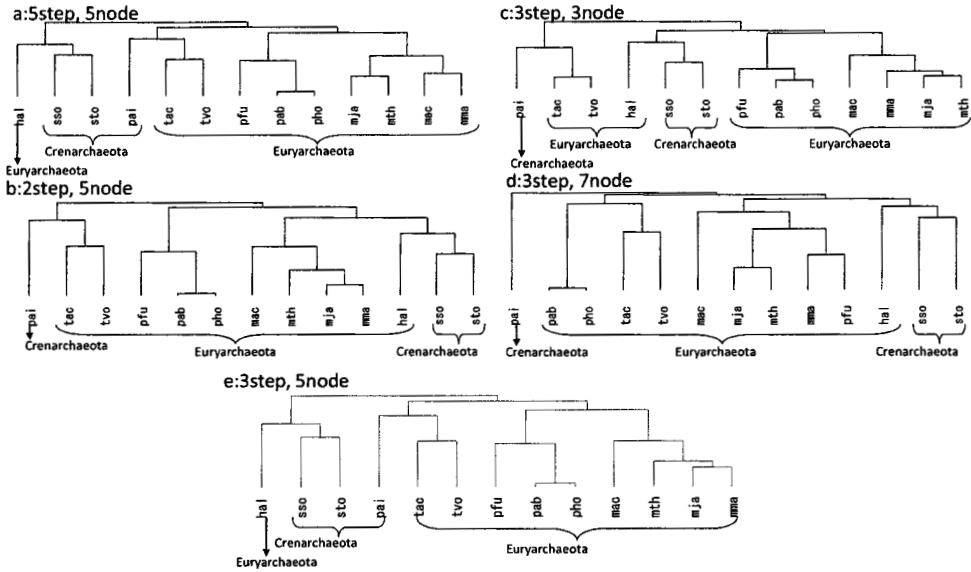 a:5step, 5node
hal sso sto pai tac tvo pfu pab pho mja mth mac mma
Crenarchaeota Euryarchaeota
Euryarchaeota
c:3step, 3node
pai tac tvo hal sso sto pfu pab pho mac mma mja mth
Euryarchaeota Crenarchaeota Euryarchaeota
Crenarchaeota
b:2step, 5node
pai tac tvo pfu pab pho mac mth mja mma hal sso sto
Crenarchaeota Euryarchaeota Crenarchaeota
d:3step, 7node
pai pab pho tac tvo mac mja mth mma pfu hal sso sto
Crenarchaeota Euryarchaeota Crenarchaeota
e:3step, 5node
hal sso sto pai tac tvo pfu pab pho mac mth mja mma
Crenarchaeota Euryarchaeota
Euryarchaeota